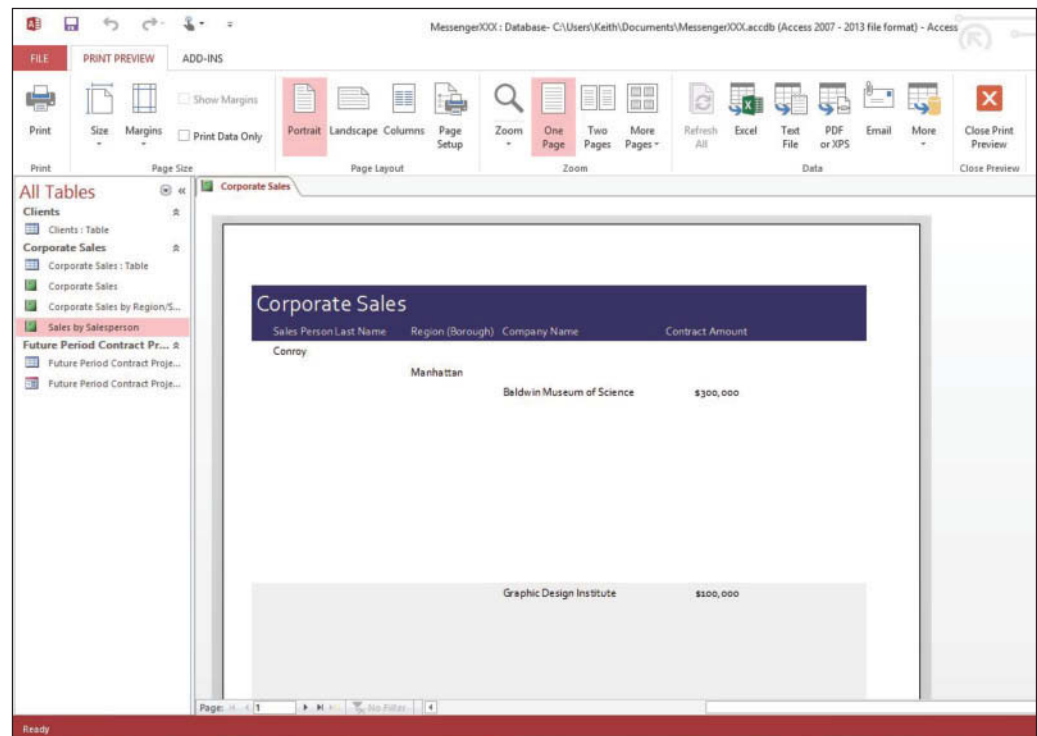 MessengerXXX : Database- C:\Users\Keith\Documents\MessengerXXX.accdb (Access 2007 - 2013 file format) - Access
FILE PRINT PREVIEW ADD-INS
Print Size Margins Show Margins Print Data Only Portrait Landscape Columns Page Setup Zoom One Page Two Pages More Pages Refresh All Excel Text File PDF or XPS Email More Close Print Preview
Print Page Size Page Layout Zoom Data Close Preview
All Tables
Clients
Clients : Table
Corporate Sales
Corporate Sales : Table
Corporate Sales
Corporate Sales by Region/S...
Sales by Salesperson
Future Period Contract Pr...
Future Period Contract Proje...
Future Period Contract Proje...
Corporate Sales
Corporate Sales
Sales Person Last Name Region (Borough) Company Name Contract Amount
Conroy
Manhattan
Baldwin Museum of Science $300,000
Graphic Design Institute $100,000
Page: 1 No Filter
Ready